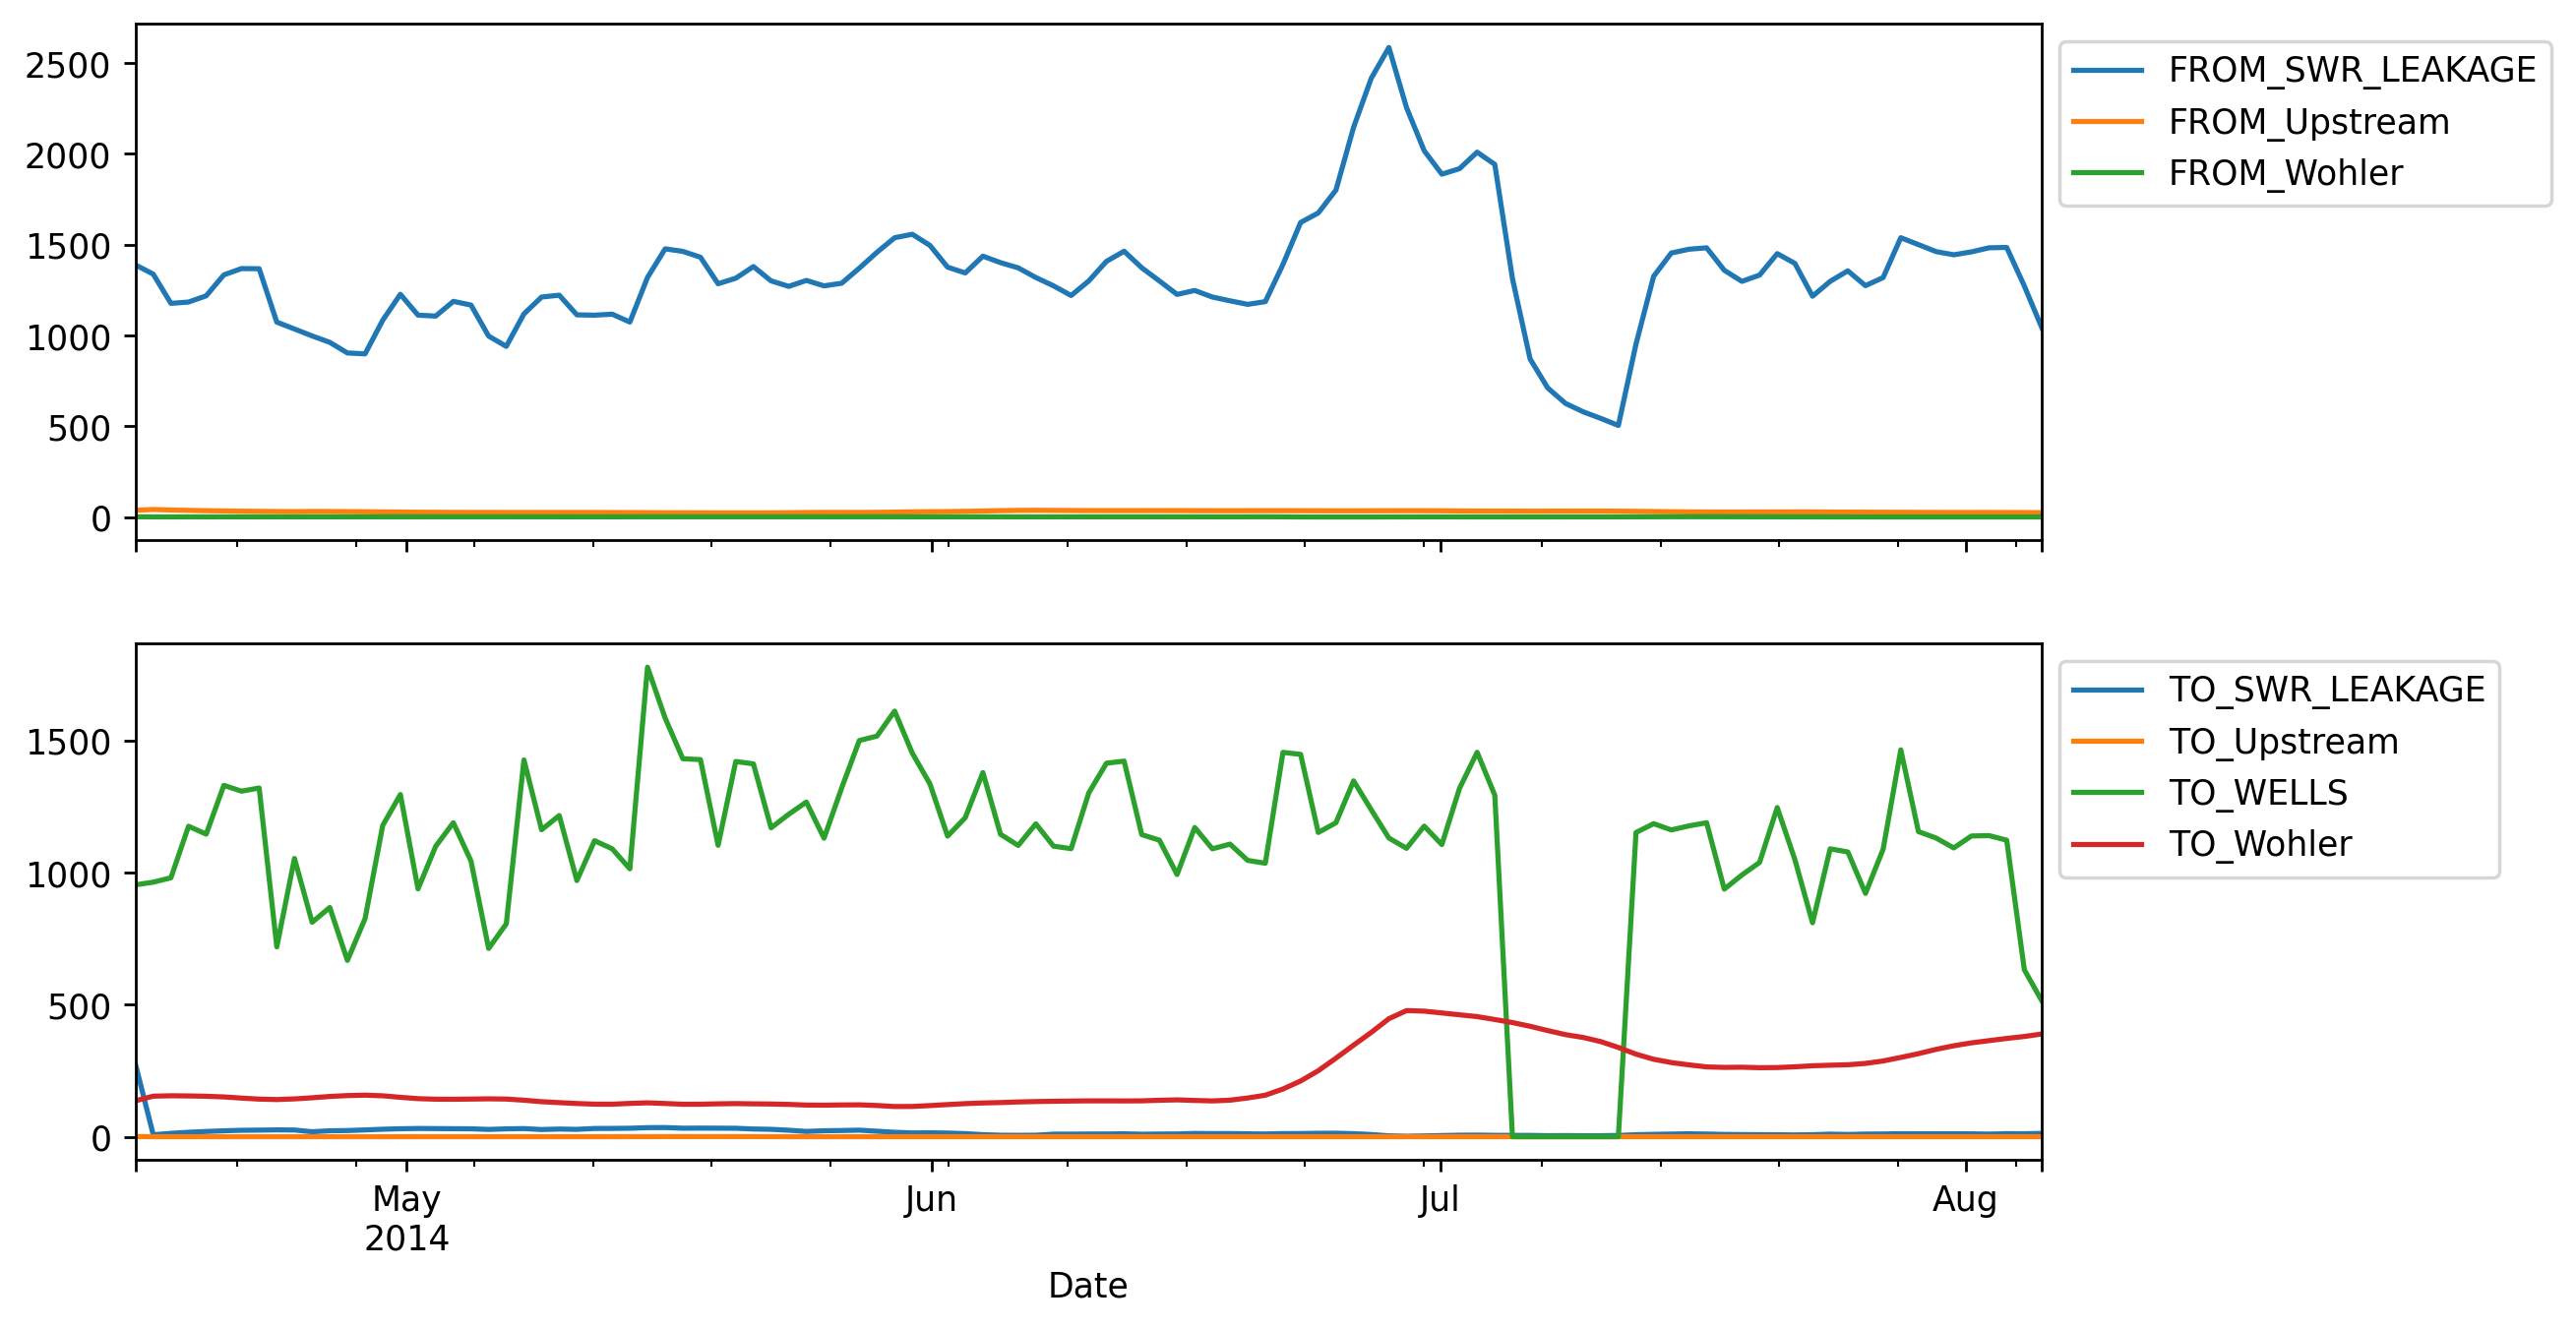 2500
2000
1500
1000
500
0
FROM_SWR_LEAKAGE
FROM_Upstream
FROM_Wohler
1500
1000
500
0
TO_SWR_LEAKAGE
TO_Upstream
TO_WELLS
TO_Wohler
May Jun Jul Aug
2014
Date